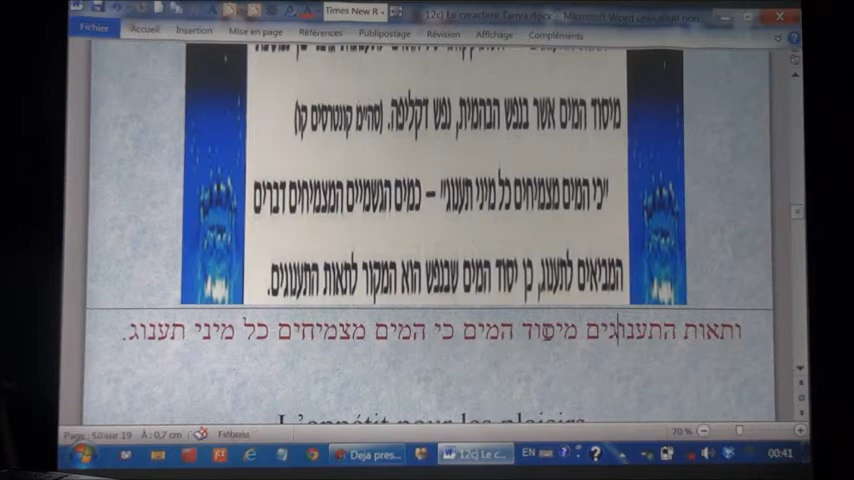 Times New R
12c) Le caractère Tanya.docx - Microsoft Word utilisation non
Fichier
Accueil
Insertion
Mise en page
Références
Publipostage
Révision
Affichage
Compléments
מיסוד המים אשר בנפש הבהמית, נפש דקליפה. (סה"מ קונטרסים קו)
"כי המים מצמיחים כל מיני תענוג" – כמים הגשמיים המצמיחים דברים
המביאים לתענוג, כן יסוד המים שבנפש הוא המקור לתאות התענוגים.
ותאות התענוגים מיסוד המים כי המים מצמיחים כל מיני תענוג.
L'appétit pour les plaisirs
Page : sur 19
À : 0,7 cm
70 %
Deja pres...
12c) Le c...
EN
00:41